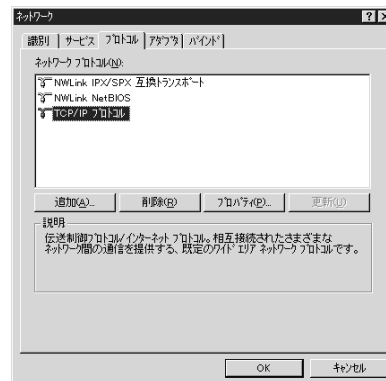 ネットワーク
識別 サービス プロトコル アダプタ バインド
ネットワーク プロトコル(N):
NWLink IPX/SPX 互換トランスポート
NWLink NetBIOS
TCP/IP プロトコル
追加(A)... 削除(R) プロパティ(P)... 更新(U)
説明
伝送制御プロトコル/インターネット プロトコル。相互接続されたさまざまな
ネットワーク間の通信を提供する、既定のワイド エリア ネットワーク プロトコルです。
OK キャンセル